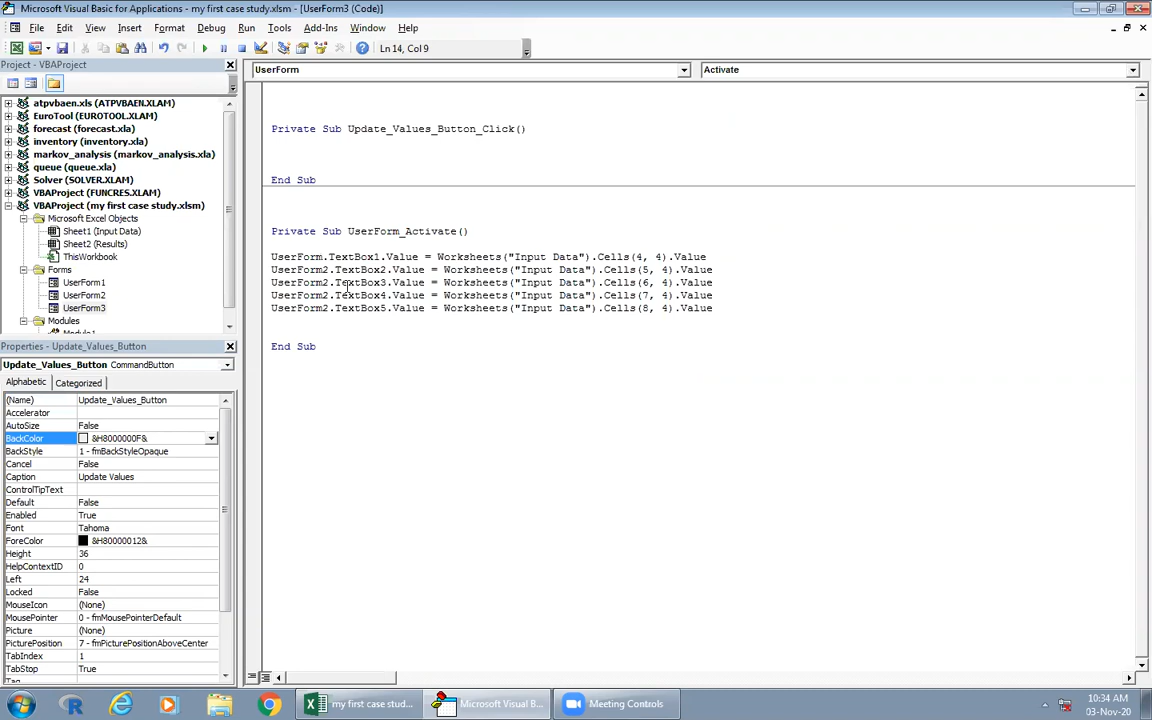 Microsoft Visual Basic for Applications - my first case study.xlsm - [UserForm3 (Code)]
File Edit View Insert Format Debug Run Tools Add-Ins Window Help
Ln 14, Col 9
Project - VBAProject
UserForm
Activate
atpvbaen.xls (ATPVBAEN.XLAM)
EuroTool (EUROTOOL.XLAM)
forecast (forecast.xla)
inventory (inventory.xla)
markov_analysis (markov_analysis.xla)
queue (queue.xla)
Solver (SOLVER.XLAM)
VBAProject (FUNCRES.XLAM)
VBAProject (my first case study.xlsm)
Microsoft Excel Objects
Sheet1 (Input Data)
Sheet2 (Results)
ThisWorkbook
Forms
UserForm1
UserForm2
UserForm3
Modules
Module1
Private Sub Update_Values_Button_Click()
End Sub
Private Sub UserForm_Activate()
UserForm.TextBox1.Value = Worksheets("Input Data").Cells(4, 4).Value
UserForm2.TextBox2.Value = Worksheets("Input Data").Cells(5, 4).Value
UserForm2.TextBox3.Value = Worksheets("Input Data").Cells(6, 4).Value
UserForm2.TextBox4.Value = Worksheets("Input Data").Cells(7, 4).Value
UserForm2.TextBox5.Value = Worksheets("Input Data").Cells(8, 4).Value
End Sub
Properties - Update_Values_Button
Update_Values_Button CommandButton
Alphabetic Categorized
(Name) Update_Values_Button
Accelerator
AutoSize False
BackColor &H8000000F&
BackStyle 1 - fmBackStyleOpaque
Cancel False
Caption Update Values
ControlTipText
Default False
Enabled True
Font Tahoma
ForeColor &H80000012&
Height 36
HelpContextID 0
Left 24
Locked False
MouseIcon (None)
MousePointer 0 - fmMousePointerDefault
Picture (None)
PicturePosition 7 - fmPicturePositionAboveCenter
TabIndex 1
TabStop True
Tag
my first case stud...
Microsoft Visual B...
Meeting Controls
10:34 AM
03-Nov-20